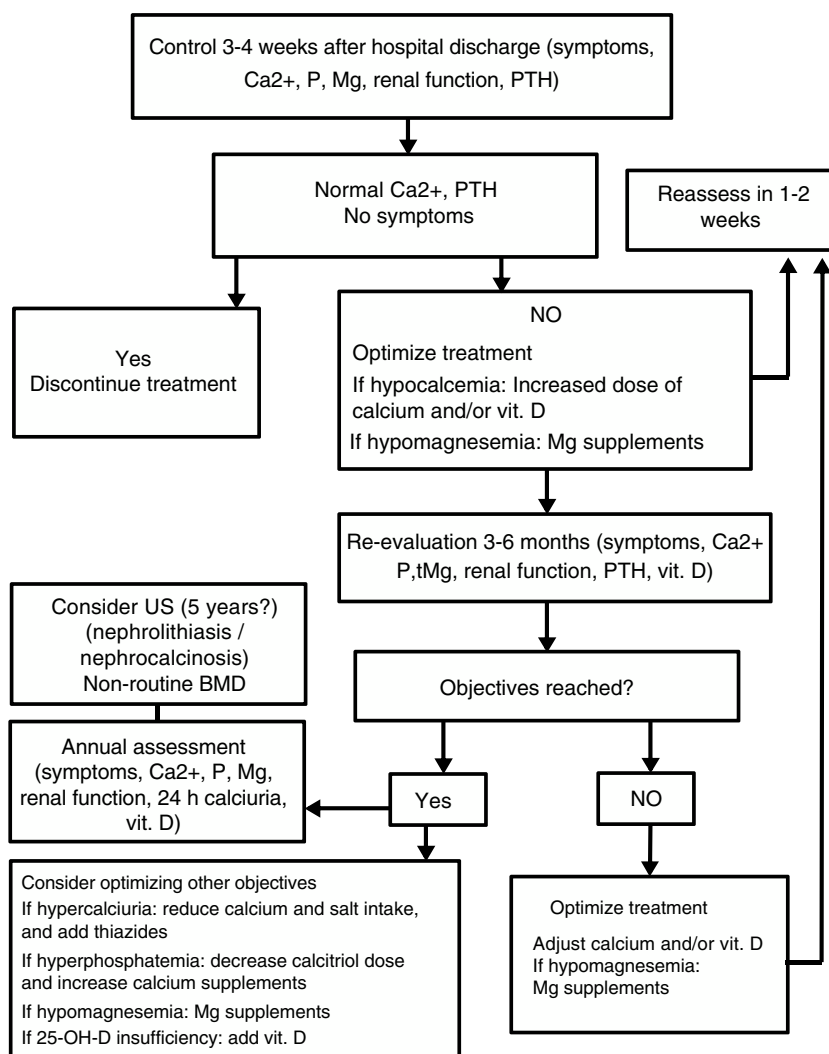 Control 3-4 weeks after hospital discharge (symptoms,
Ca2+, P, Mg, renal function, PTH)
Normal Ca2+, PTH
No symptoms
Reassess in 1-2
weeks
Yes
Discontinue treatment
NO
Optimize treatment
If hypocalcemia: Increased dose of
calcium and/or vit. D
If hypomagnesemia: Mg supplements
Re-evaluation 3-6 months (symptoms, Ca2+
P,tMg, renal function, PTH, vit. D)
Consider US (5 years?)
(nephrolithiasis /
nephrocalcinosis)
Non-routine BMD
Objectives reached?
Annual assessment
(symptoms, Ca2+, P, Mg,
renal function, 24 h calciuria,
vit. D)
Yes
NO
Consider optimizing other objectives
If hypercalciuria: reduce calcium and salt intake,
and add thiazides
If hyperphosphatemia: decrease calcitriol dose
and increase calcium supplements
If hypomagnesemia: Mg supplements
If 25-OH-D insufficiency: add vit. D
Optimize treatment
Adjust calcium and/or vit. D
If hypomagnesemia:
Mg supplements